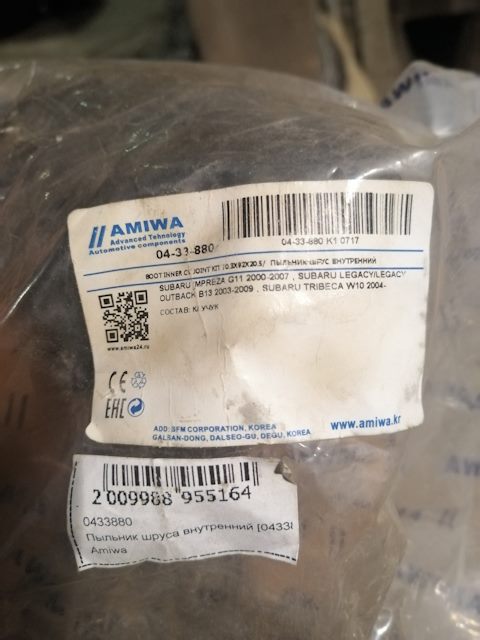 AMIWA
Advanced Tehnology
Automotive components
04-33-880
04-33-880 K1 0717
BOOT INNER CV JOINT KIT ПЫЛЬНИК ШРУС ВНУТРЕННИЙ
SUBARU IMPREZA G11 2000-2007 , SUBARU LEGACY/LEGACY
OUTBACK B13 2003-2009 , SUBARU TRIBECA W10 2004-
СОСТАВ: КАУЧУК
www.amiwa24.ru
CE
EAC
ADD: SFM CORPORATION, KOREA
GALSAN-DONG, DALSEO-GU, DEGU, KOREA
www.amiwa.kr
2 009988 955164
0433880
Пыльник шруса внутренний [0433
Amiwa